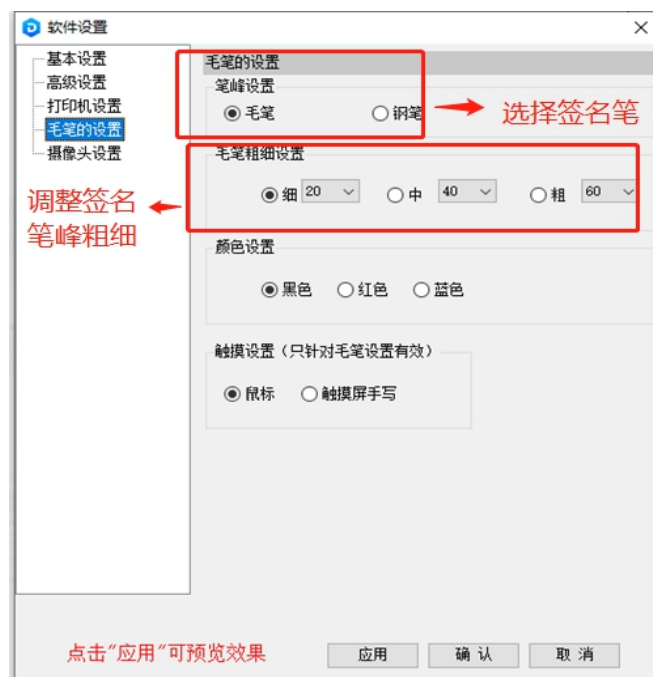 软件设置
基本设置
高级设置
打印机设置
毛笔的设置
摄像头设置
毛笔的设置
笔峰设置
毛笔 钢笔
选择签名笔
毛笔粗细设置
细 20 中 40 粗 60
调整签名
笔峰粗细
颜色设置
黑色 红色 蓝色
触摸设置（只针对毛笔设置有效）
鼠标 触摸屏手写
点击"应用"可预览效果
应用 确认 取消